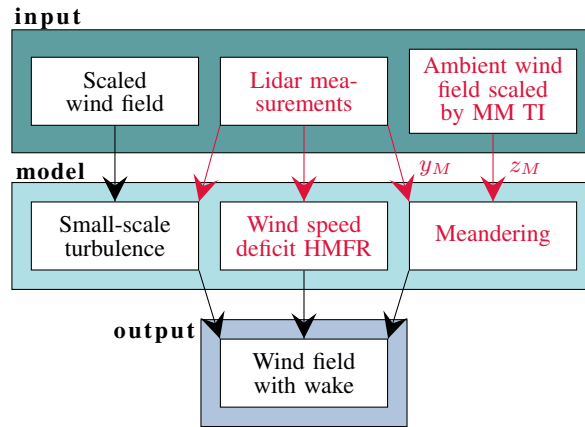 input
Scaled
wind field
Lidar mea-
surements
Ambient wind
field scaled
by MM TI
y_M
z_M
model
Small-scale
turbulence
Wind speed
deficit HMFR
Meandering
output
Wind field
with wake